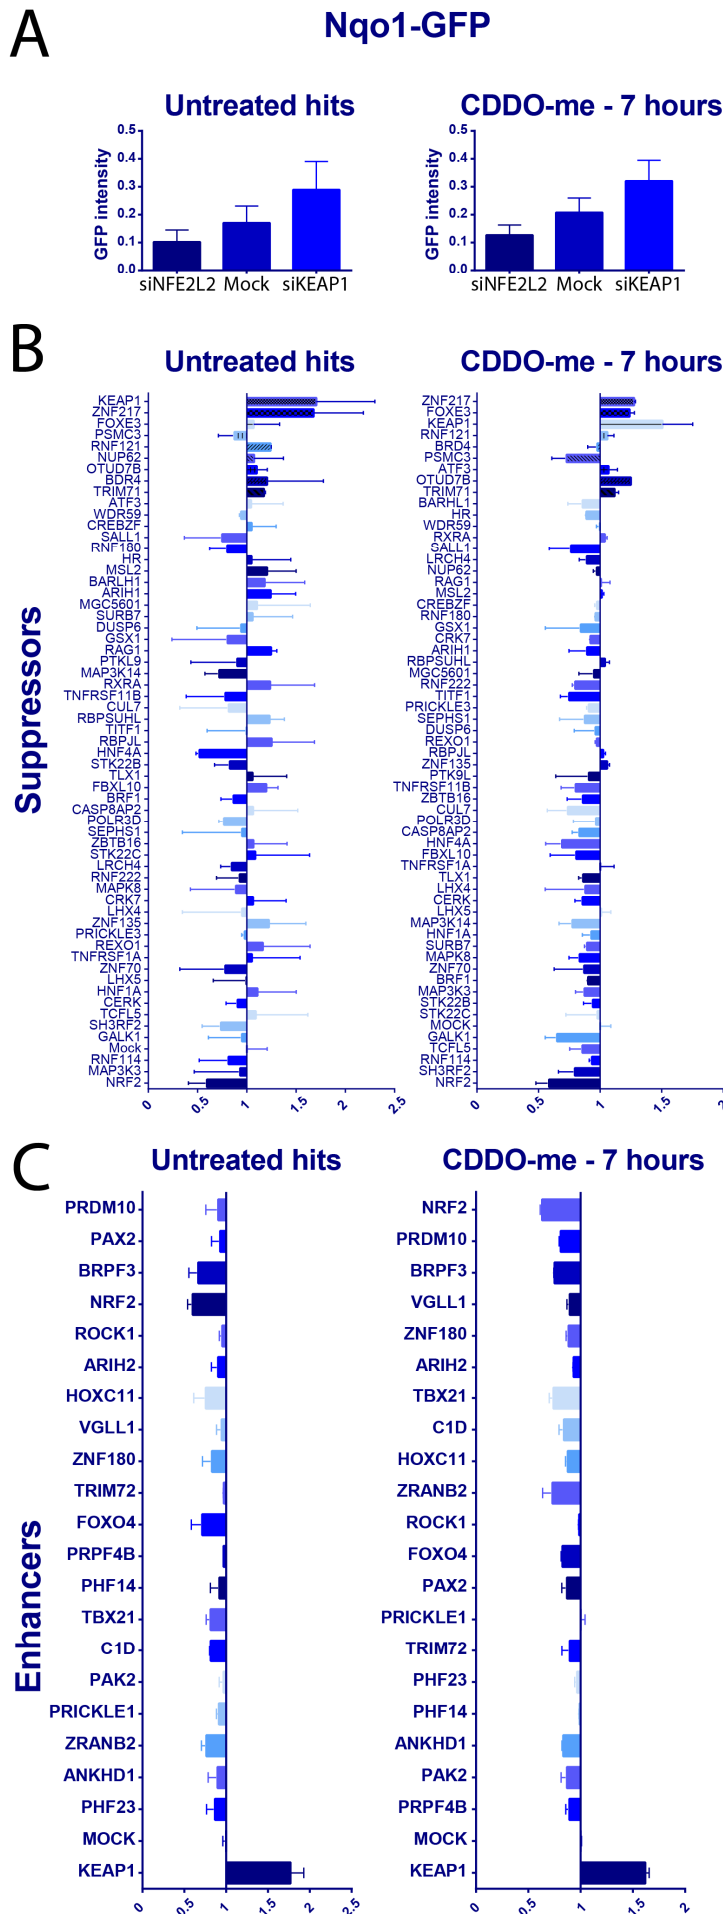 A
Nqo1-GFP
Untreated hits
CDDO-me - 7 hours
GFP intensity
0.5
0.4
0.3
0.2
0.1
0.0
siNFE2L2 Mock siKEAP1
GFP intensity
0.5
0.4
0.3
0.2
0.1
0.0
siNFE2L2 Mock siKEAP1
B
Untreated hits
CDDO-me - 7 hours
Suppressors
KEAP1
ZNF217
FOXE3
PSMC3
RNF121
NUP62
OTUD7B
BDR4
TRIM71
ATF3
WDR59
CREBZF
SALL1
RNF180
HR
MSL2
BARLH1
ARIH1
MGC5601
SURB7
DUSP6
GSX1
RAG1
PTKL9
MAP3K14
RXRA
TNFRSF11B
CUL7
RBPSUHL
TITF1
RBPJL
HNF4A
STK22B
TLX1
FBXL10
BRF1
CASP8AP2
POLR3D
SEPHS1
ZBTB16
STK22C
LRCH4
RNF222
MAPK8
CRK7
LHX4
ZNF135
PRICKLE3
REXO1
TNFRSF1A
ZNF70
LHX5
HNF1A
CERK
TCFL5
SH3RF2
GALK1
Mock
RNF114
MAP3K3
NRF2
0 0.5 1 1.5 2 2.5
ZNF217
FOXE3
KEAP1
RNF121
BRD4
PSMC3
ATF3
OTUD7B
TRIM71
BARHL1
HR
WDR59
RXRA
SALL1
LRCH4
NUP62
RAG1
MSL2
CREBZF
RNF180
GSX1
CRK7
ARIH1
RBPSUHL
MGC5601
RNF222
TITF1
PRICKLE3
SEPHS1
DUSP6
REXO1
RBPJL
ZNF135
PTK9L
TNFRSF11B
ZBTB16
CUL7
POLR3D
CASP8AP2
HNF4A
FBXL10
TNFRSF1A
TLX1
LHX4
CERK
LHX5
MAP3K14
HNF1A
SURB7
MAPK8
ZNF70
BRF1
MAP3K3
STK22B
STK22C
MOCK
GALK1
TCFL5
RNF114
SH3RF2
NRF2
0 0.5 1 1.5 2
C
Untreated hits
CDDO-me - 7 hours
Enhancers
PRDM10
PAX2
BRPF3
NRF2
ROCK1
ARIH2
HOXC11
VGLL1
ZNF180
TRIM72
FOXO4
PRPF4B
PHF14
TBX21
C1D
PAK2
PRICKLE1
ZRANB2
ANKHD1
PHF23
MOCK
KEAP1
0 0.5 1 1.5 2 2.5
NRF2
PRDM10
BRPF3
VGLL1
ZNF180
ARIH2
TBX21
C1D
HOXC11
ZRANB2
ROCK1
FOXO4
PAX2
PRICKLE1
TRIM72
PHF23
PHF14
ANKHD1
PAK2
PRPF4B
MOCK
KEAP1
0 0.5 1 1.5 2